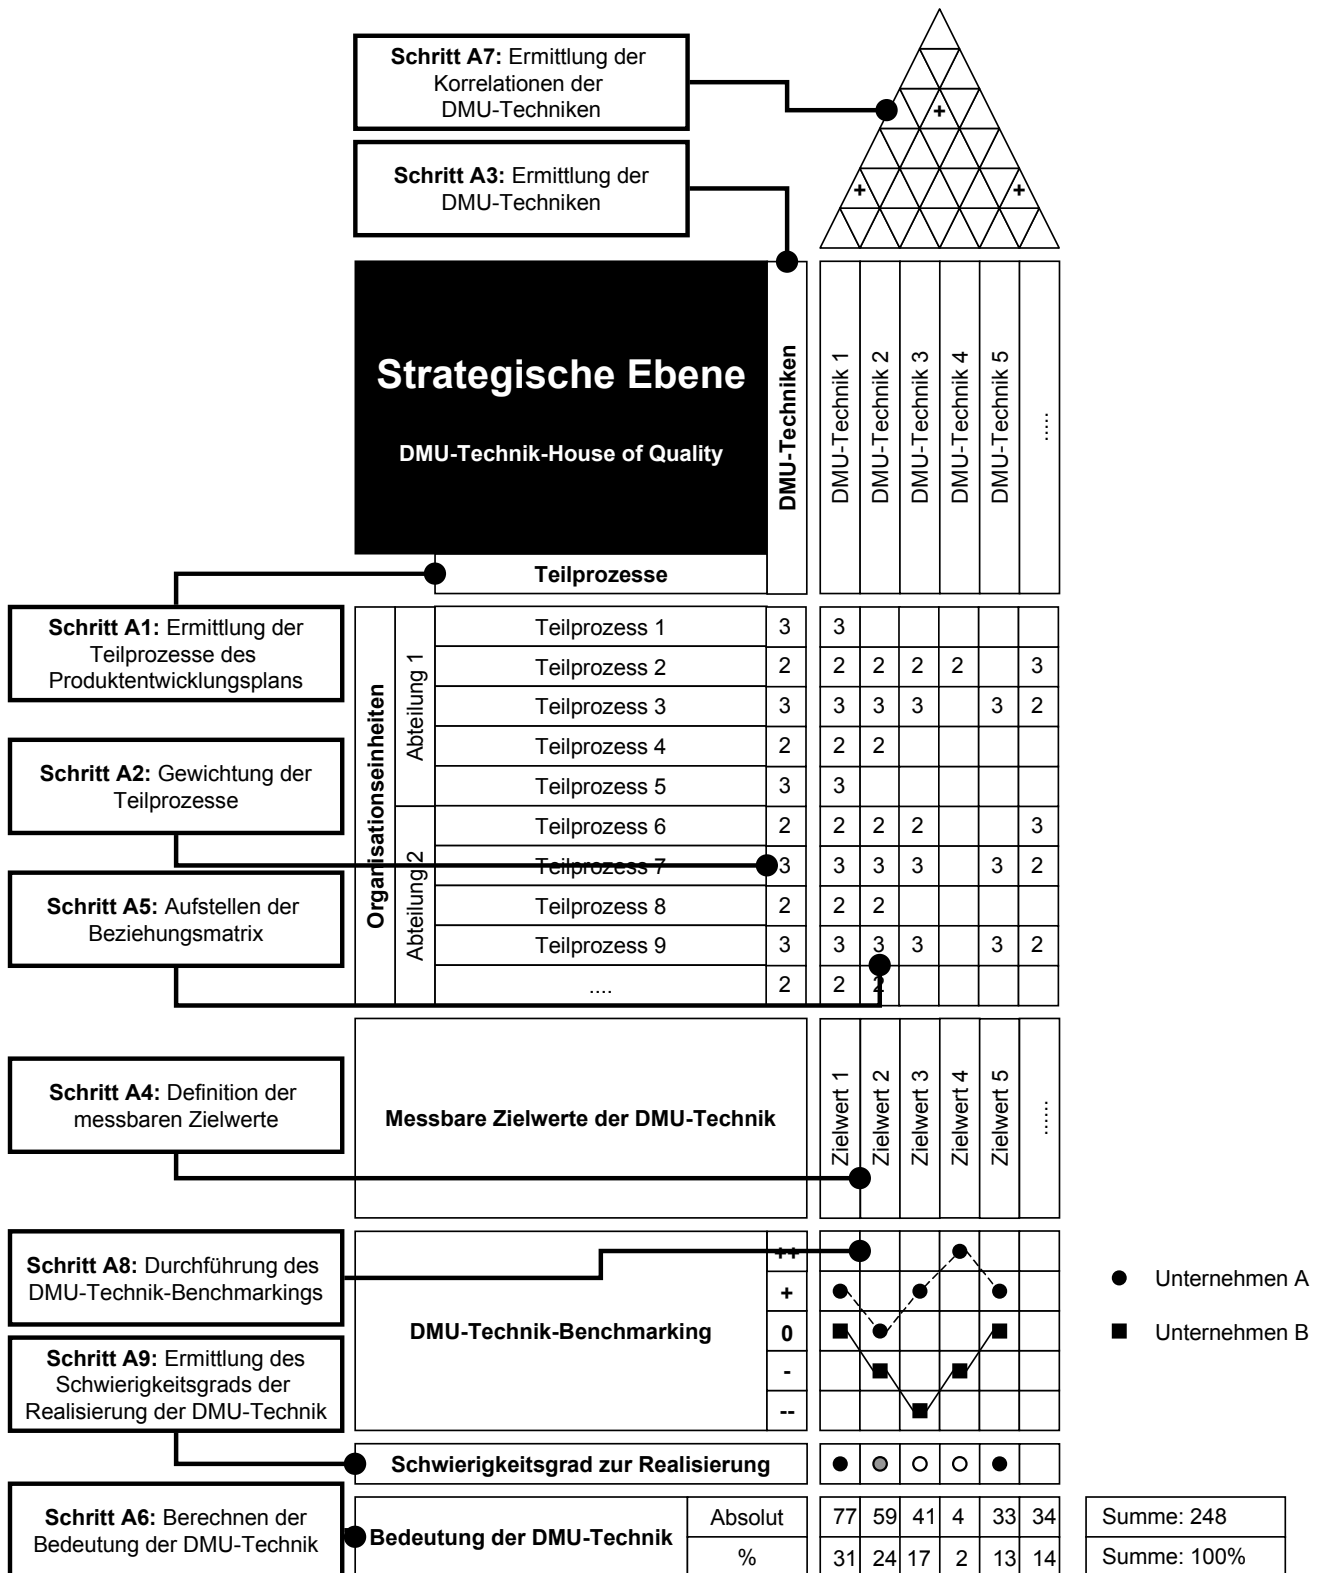 Schritt A7: Ermittlung der
Korrelationen der
DMU-Techniken
+
Schritt A3: Ermittlung der
DMU-Techniken
+ +
Strategische Ebene
DMU-Technik-House of Quality
DMU-Techniken
DMU-Technik 1
DMU-Technik 2
DMU-Technik 3
DMU-Technik 4
DMU-Technik 5
.....
Teilprozesse
Schritt A1: Ermittlung der
Teilprozesse des
Produktentwicklungsplans
Schritt A2: Gewichtung der
Teilprozesse
Schritt A5: Aufstellen der
Beziehungsmatrix
Organisationseinheiten
Abteilung 1
Abteilung 2
Teilprozess 1 3 3
Teilprozess 2 2 2 2 2 2 3
Teilprozess 3 3 3 3 3 3 2
Teilprozess 4 2 2 2
Teilprozess 5 3 3
Teilprozess 6 2 2 2 2 3
Teilprozess 7 3 3 3 3 3 2
Teilprozess 8 2 2 2
Teilprozess 9 3 3 3 3 3 2
.... 2 2 2
Schritt A4: Definition der
messbaren Zielwerte
Messbare Zielwerte der DMU-Technik
Zielwert 1
Zielwert 2
Zielwert 3
Zielwert 4
Zielwert 5
......
Schritt A8: Durchführung des
DMU-Technik-Benchmarkings
DMU-Technik-Benchmarking
++
+
0
-
--
Unternehmen A
Unternehmen B
Schritt A9: Ermittlung des
Schwierigkeitsgrads der
Realisierung der DMU-Technik
Schwierigkeitsgrad zur Realisierung
Schritt A6: Berechnen der
Bedeutung der DMU-Technik
Bedeutung der DMU-Technik
Absolut 77 59 41 4 33 34 Summe: 248
% 31 24 17 2 13 14 Summe: 100%